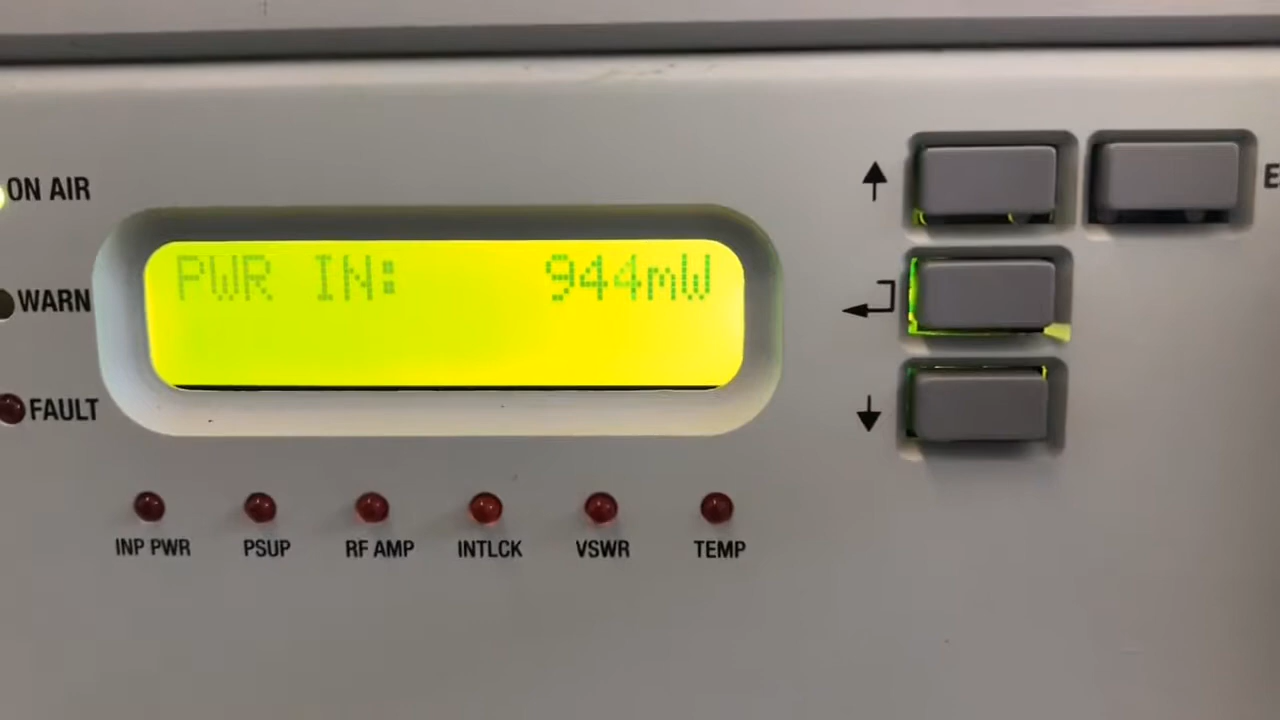 ON AIR
WARN
FAULT
PWR IN: 944mW
INP PWR
PSUP
RF AMP
INTLCK
VSWR
TEMP
E